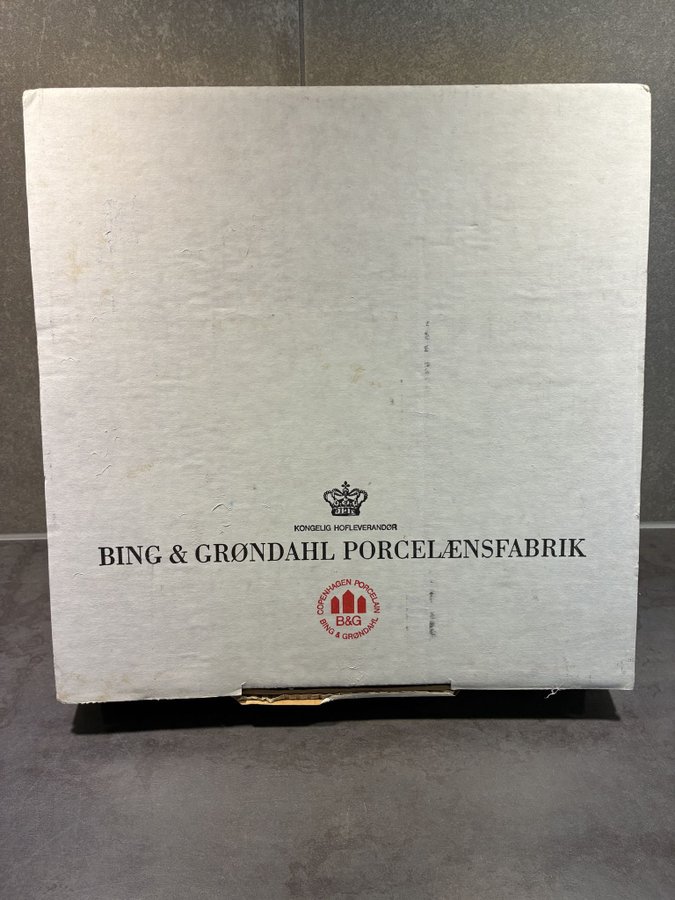 KONGELIG HOFLEVERANDØR
BING & GRØNDAHL PORCELÆNSFABRIK
COPENHAGEN PORCELAIN
B&G
BING & GRØNDAHL